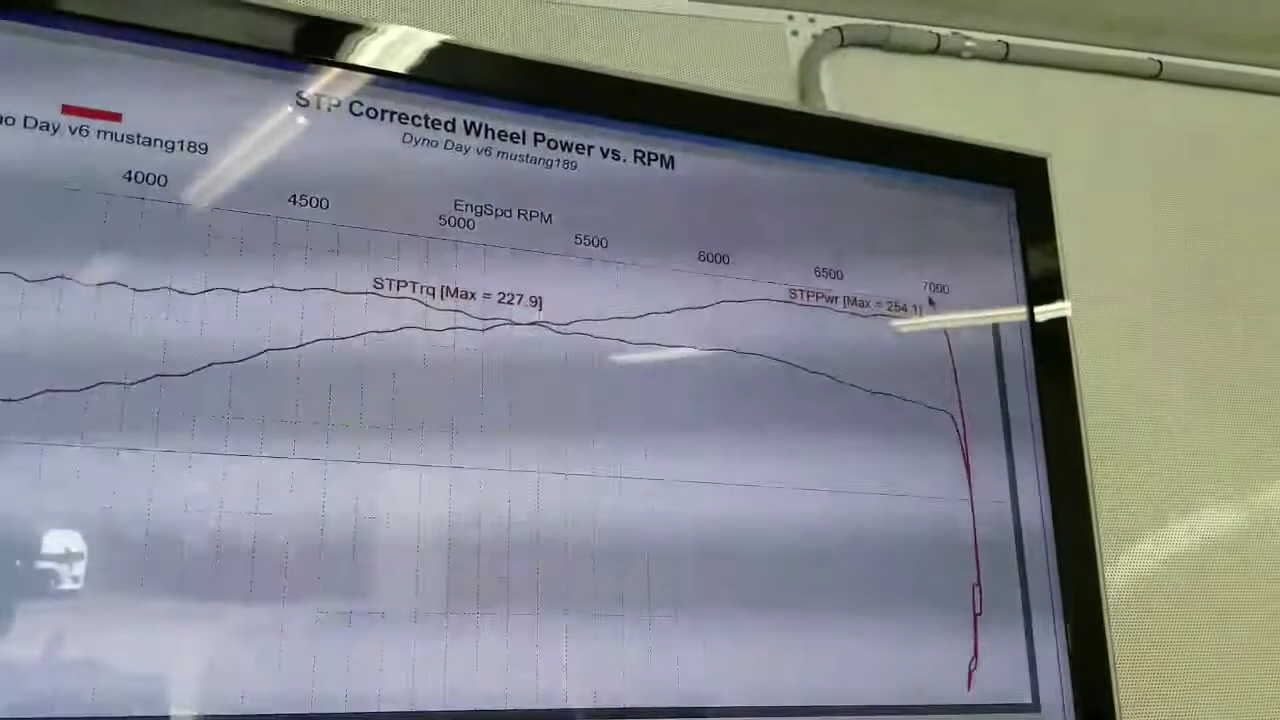 STP Corrected Wheel Power vs. RPM
Dyno Day v6 mustang189
Day v6 mustang189
EngSpd RPM
4000 4500 5000 5500 6000 6500 7000
STPTrq [Max = 227.9]
STPPwr [Max = 254.1]